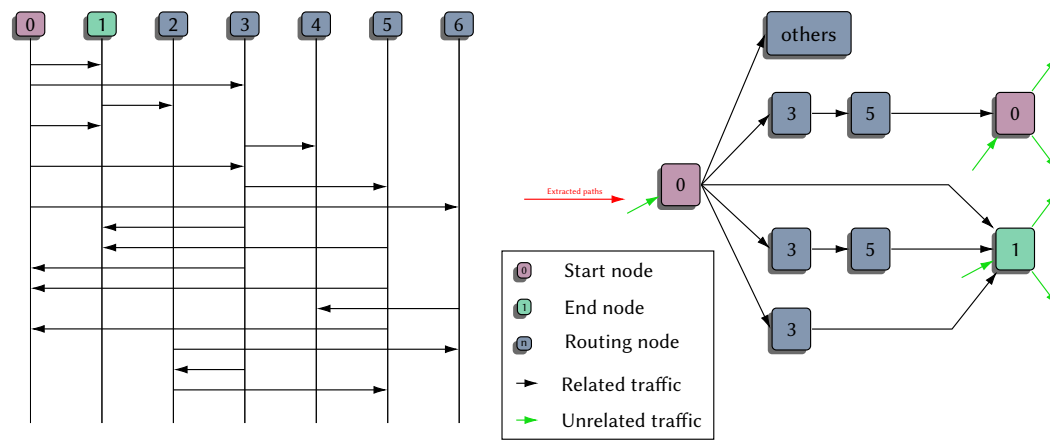 0 1 2 3 4 5 6
others
3 5 0
0
Extracted paths
3 5 1
3
0 Start node
1 End node
n Routing node
Related traffic
Unrelated traffic